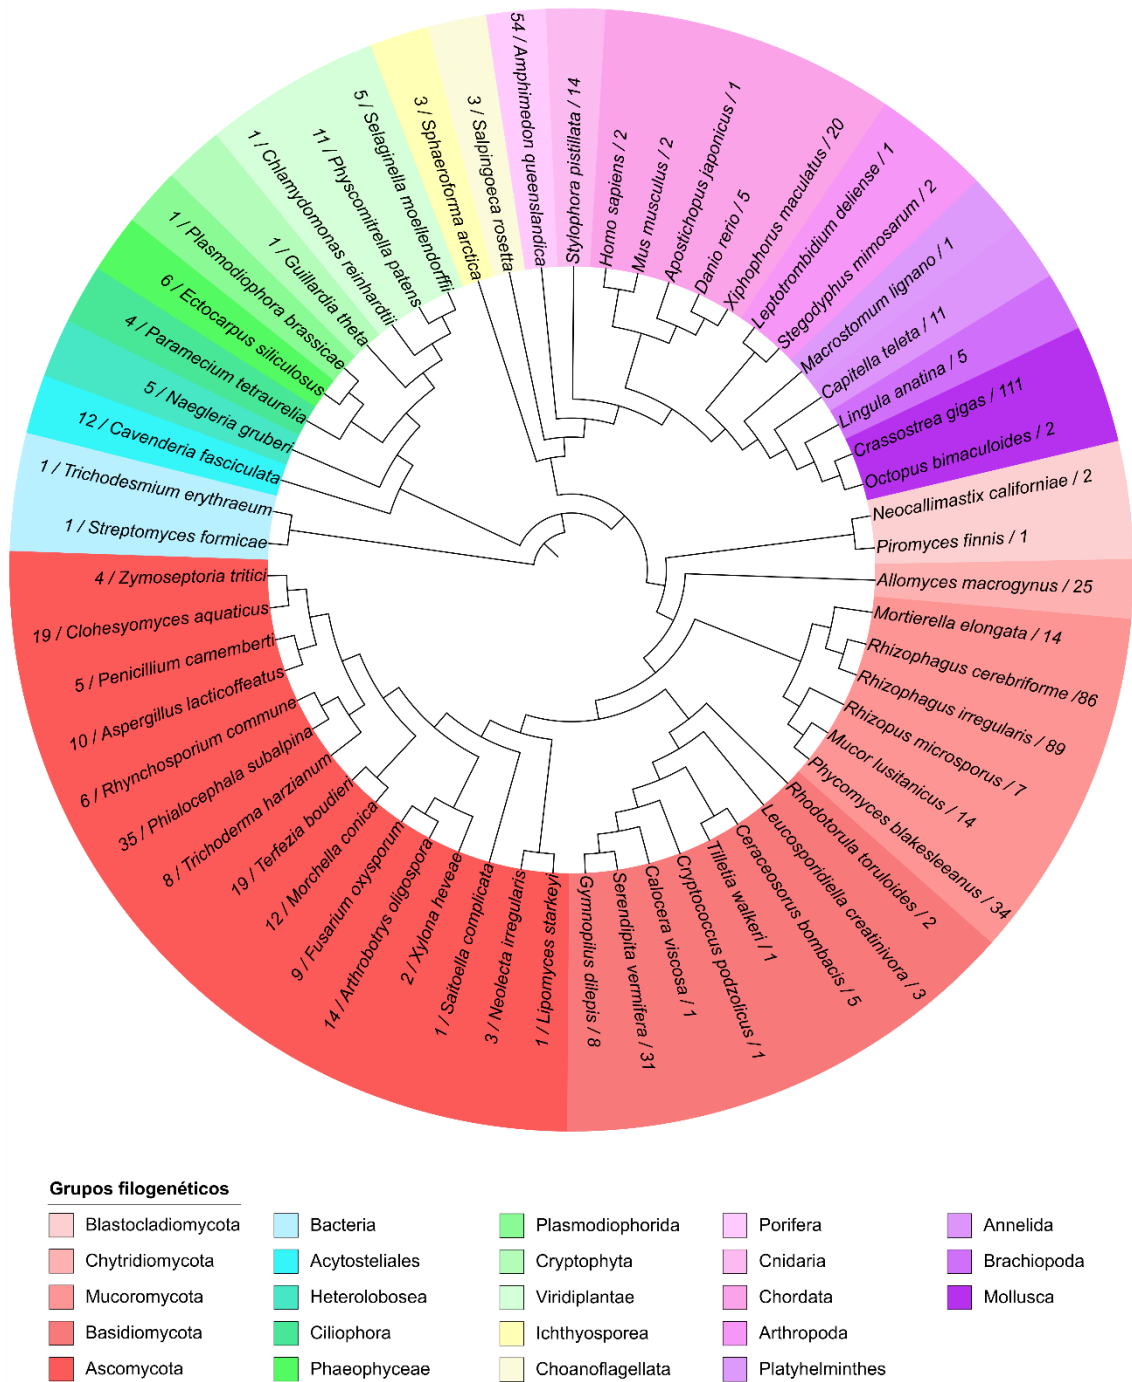 54 / Amphimedon queenslandica
Stylophora pistillata / 14
Homo sapiens / 2
Mus musculus / 2
Apostichopus japonicus / 1
Danio rerio / 5
Xiphophorus maculatus / 20
Leptotrombidium deliense / 1
Stegodyphus mimosarum / 2
Macrostomum lignano / 1
Capitella teleta / 11
Lingula anatina / 5
Crassostrea gigas / 111
Octopus bimaculoides / 2
Neocallimastix californiae / 2
Piromyces finnis / 1
Allomyces macrogynus / 25
Mortierella elongata / 14
Rhizophagus cerebriforme /86
Rhizophagus irregularis / 89
Rhizopus microsporus / 7
Mucor lusitanicus / 14
Phycomyces blakesleeanus / 34
Rhodotorula toruloides / 2
Leucosporidiella creatinivora / 3
Ceraceosorus bombacis / 5
Tilletia walkeri / 1
Cryptococcus podzolicus / 1
Calocera viscosa / 1
Serendipita vermifera / 31
Gymnopilus dilepis / 8
1 / Lipomyces starkeyi
3 / Neolecta irregularis
1 / Saitoella complicata
2 / Xylona heveae
14 / Arthrobotrys oligospora
9 / Fusarium oxysporum
12 / Morchella conica
19 / Terfezia boudieri
8 / Trichoderma harzianum
35 / Phialocephala subalpina
6 / Rhynchosporium commune
10 / Aspergillus lacticoffeatus
5 / Penicillium camemberti
19 / Clohesyomyces aquaticus
4 / Zymoseptoria tritici
1 / Streptomyces formicae
1 / Trichodesmium erythraeum
12 / Cavenderia fasciculata
5 / Naegleria gruberi
4 / Paramecium tetraurelia
6 / Ectocarpus siliculosus
1 / Plasmodiophora brassicae
1 / Guillardia theta
1 / Chlamydomonas reinhardtii
11 / Physcomitrella patens
5 / Selaginella moellendorffii
3 / Sphaeroforma arctica
3 / Salpingoeca rosetta
Grupos filogenéticos
Blastocladiomycota
Chytridiomycota
Mucoromycota
Basidiomycota
Ascomycota
Bacteria
Acytosteliales
Heterolobosea
Ciliophora
Phaeophyceae
Plasmodiophorida
Cryptophyta
Viridiplantae
Ichthyosporea
Choanoflagellata
Porifera
Cnidaria
Chordata
Arthropoda
Platyhelminthes
Annelida
Brachiopoda
Mollusca